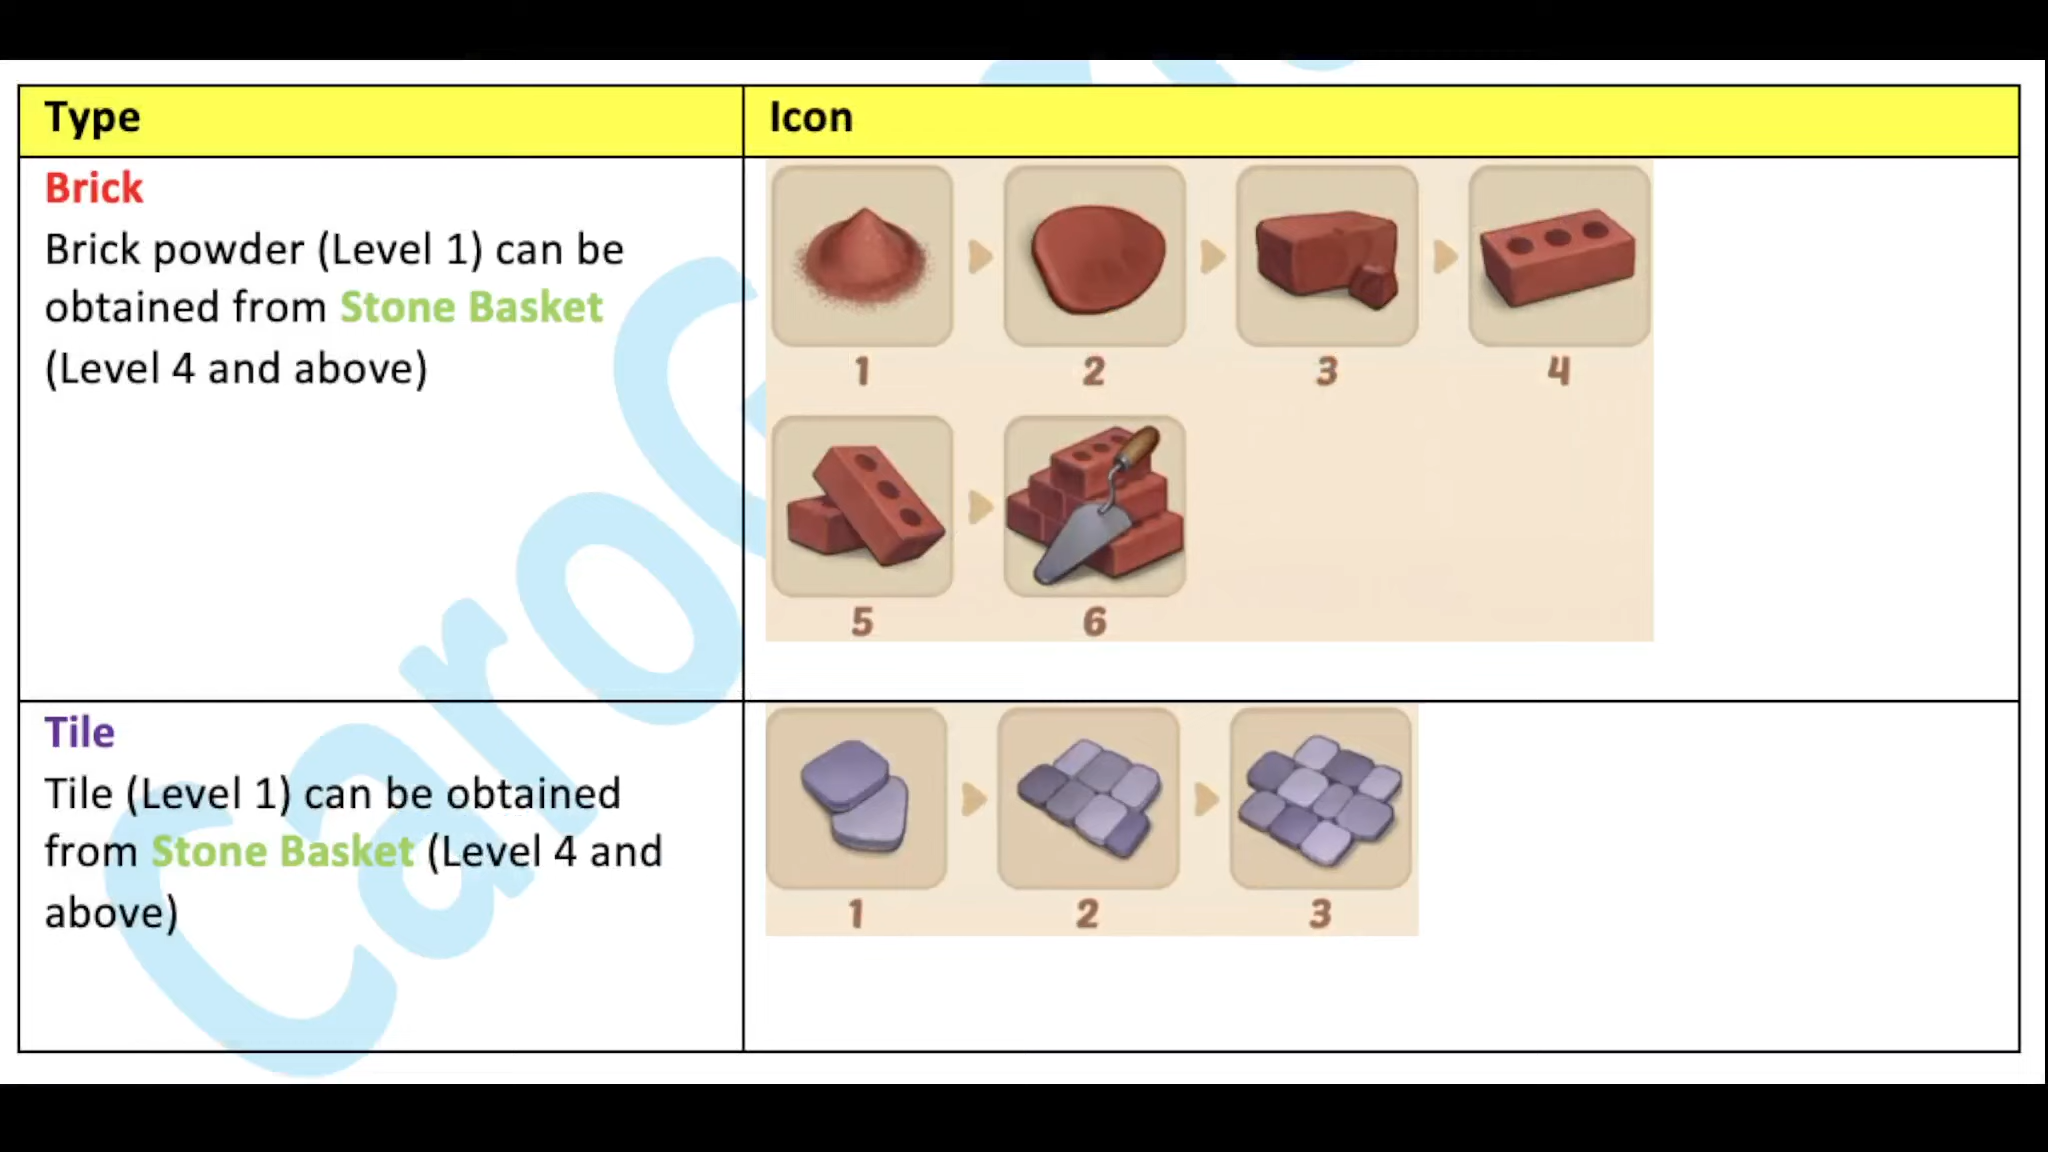 Type
Icon
Brick
Brick powder (Level 1) can be
obtained from Stone Basket
(Level 4 and above)
1 2 3 4
5 6
Tile
Tile (Level 1) can be obtained
from Stone Basket (Level 4 and
above)
1 2 3
CaroG